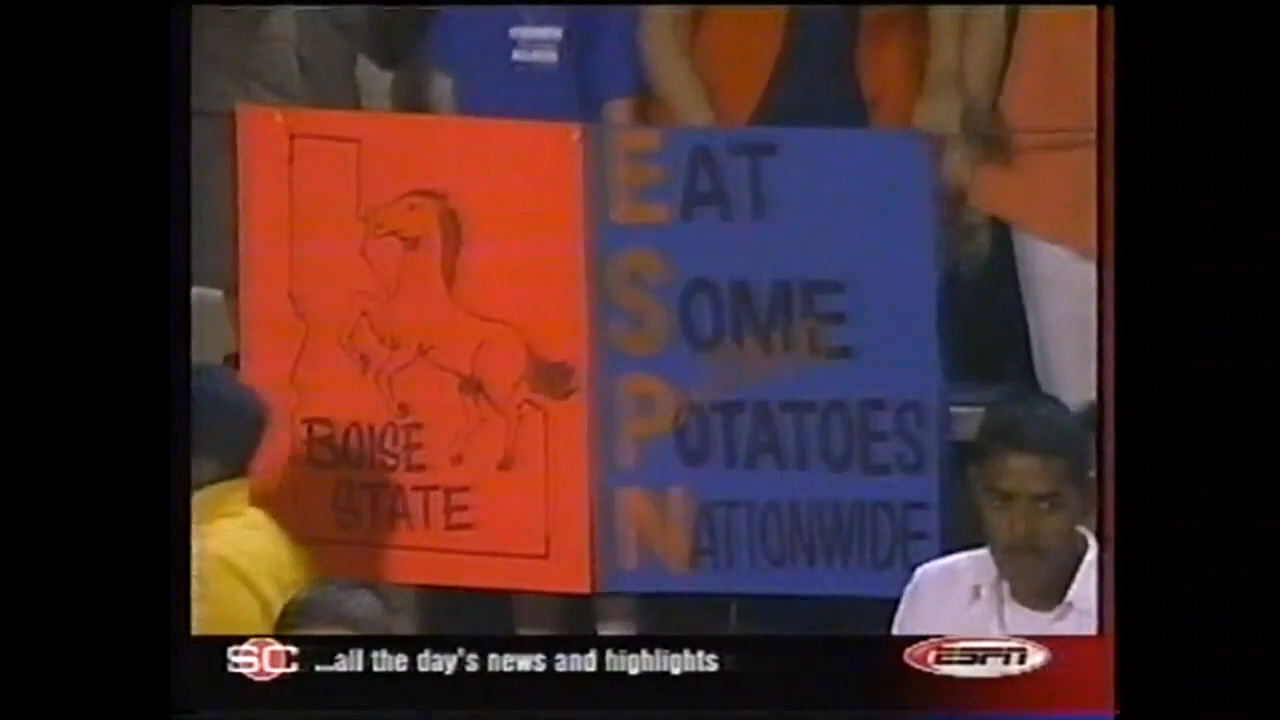 BOISE
STATE
EAT
SOME
POTATOES
NATIONWIDE
SC ...all the day's news and highlights
ESPN